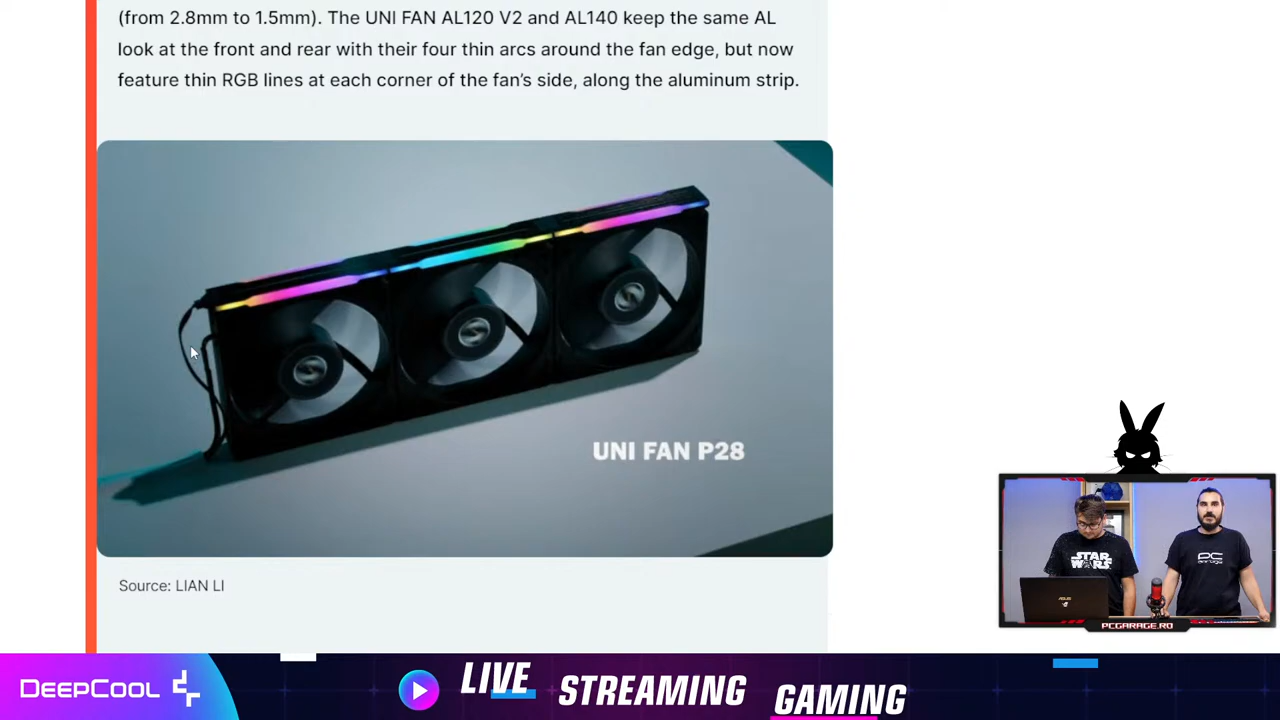 (from 2.8mm to 1.5mm). The UNI FAN AL120 V2 and AL140 keep the same AL
look at the front and rear with their four thin arcs around the fan edge, but now
feature thin RGB lines at each corner of the fan's side, along the aluminum strip.
UNI FAN P28
Source: LIAN LI
STAR
WARS
PC
garage
ASUS
PCGARAGE.RO
DEEPCOOL
LIVE
STREAMING
GAMING